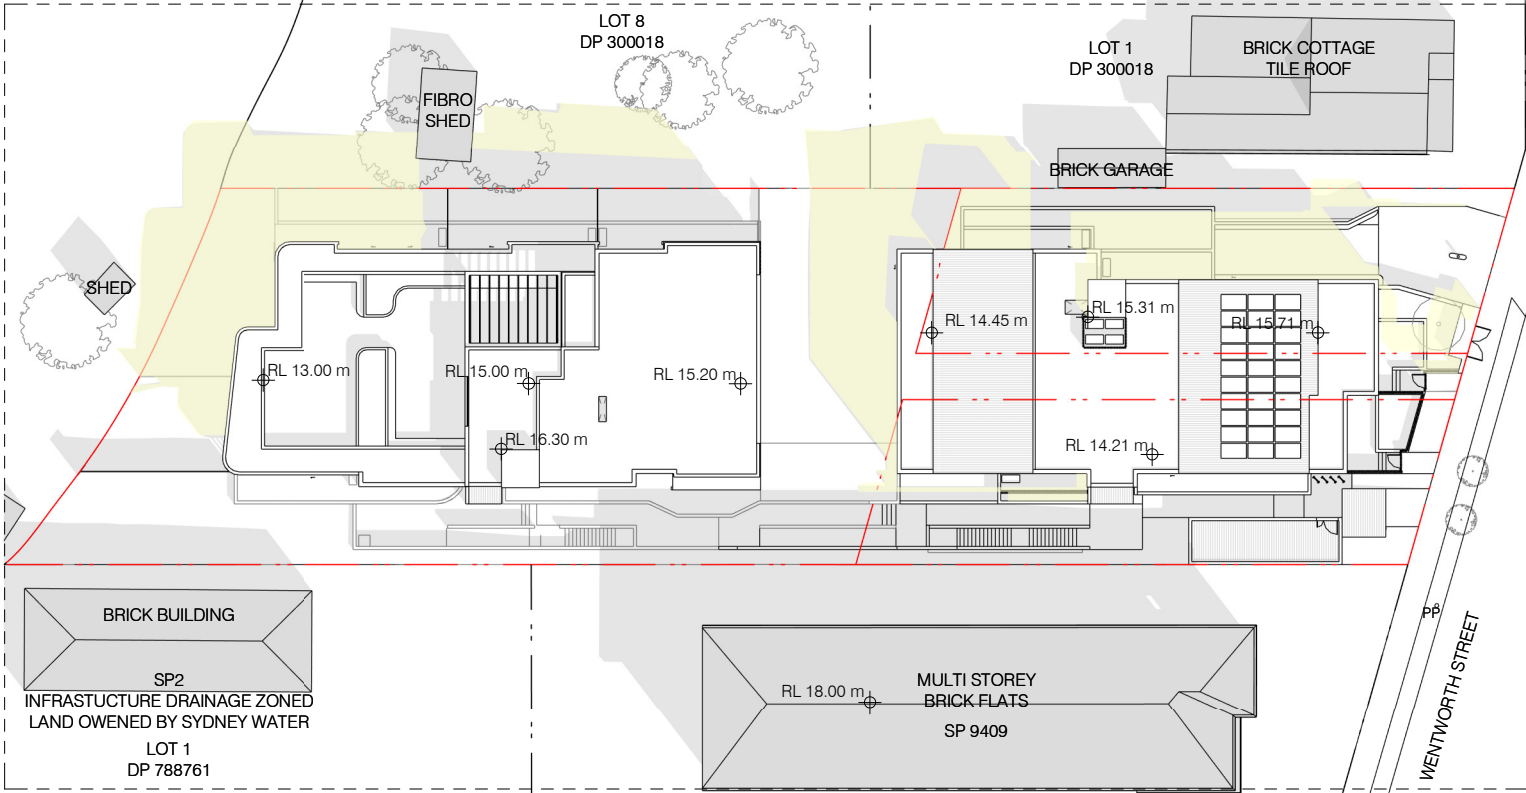 LOT 8
DP 300018
LOT 1
DP 300018
BRICK COTTAGE
TILE ROOF
FIBRO
SHED
BRICK GARAGE
SHED
RL 15.31 m
RL 14.45 m
RL 15.71 m
RL 13.00 m
RL 15.00 m
RL 15.20 m
RL 16.30 m
RL 14.21 m
PP
BRICK BUILDING
SP2
INFRASTUCTURE DRAINAGE ZONED
LAND OWENED BY SYDNEY WATER
LOT 1
DP 788761
RL 18.00 m
MULTI STOREY
BRICK FLATS
SP 9409
WENTWORTH STREET